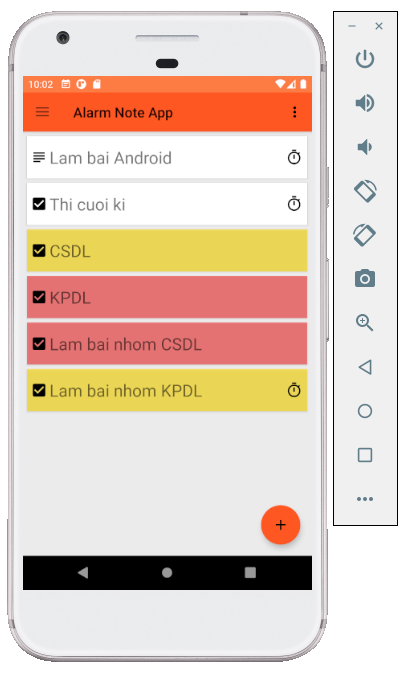 10:02
Alarm Note App
Lam bai Android
Thi cuoi ki
CSDL
KPDL
Lam bai nhom CSDL
Lam bai nhom KPDL